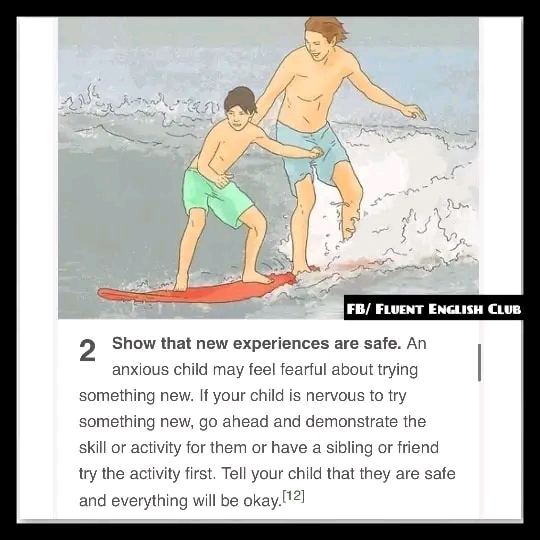 FB/ Fluent English Club
2 Show that new experiences are safe. An
anxious child may feel fearful about trying
something new. If your child is nervous to try
something new, go ahead and demonstrate the
skill or activity for them or have a sibling or friend
try the activity first. Tell your child that they are safe
and everything will be okay.[12]